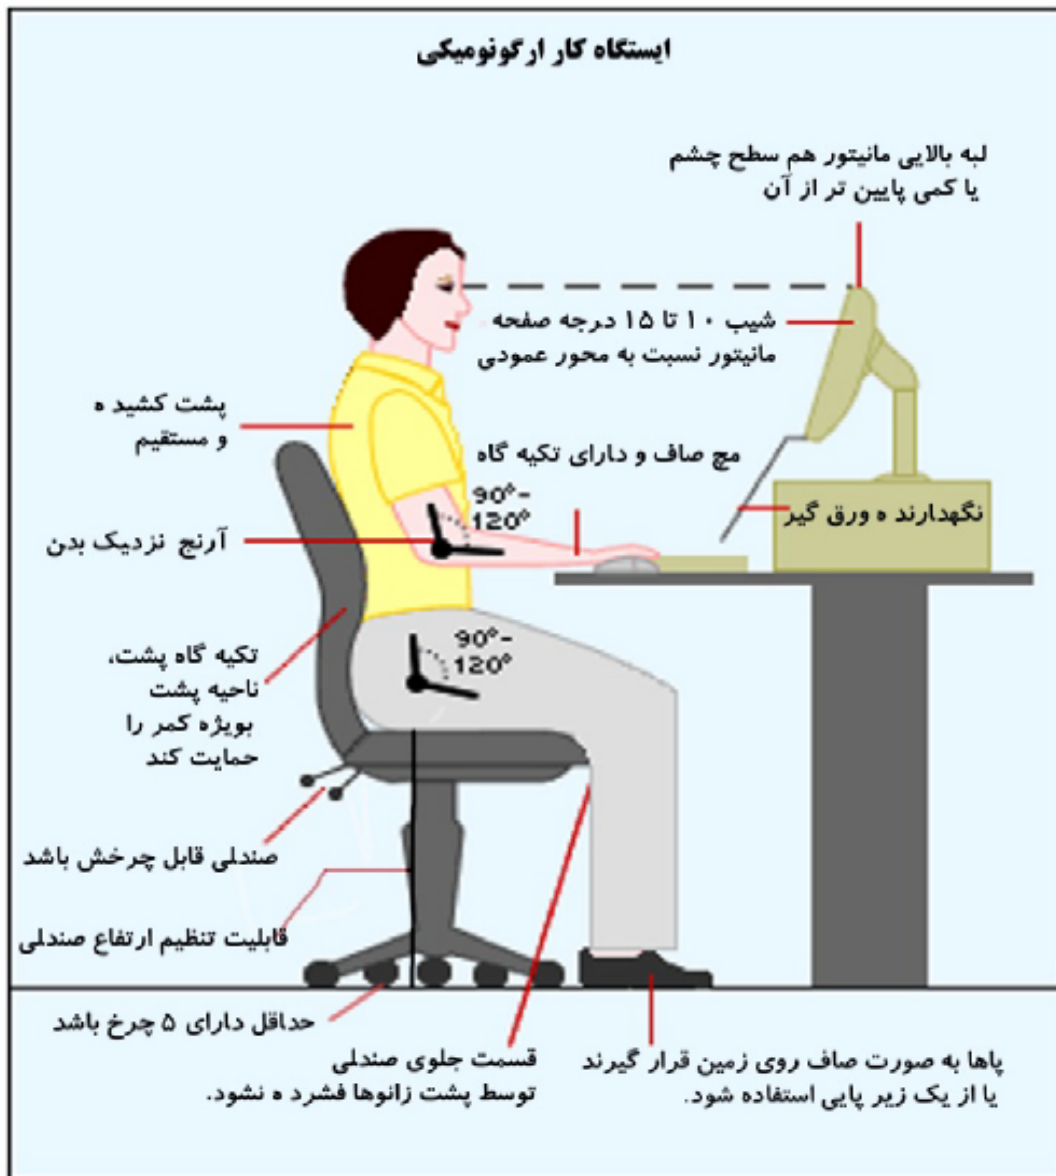 ایستگاه کار ارگونومیکی
لبه بالایی مانیتور هم سطح چشم
یا کمی پایین تر از آن
شیب ۱۰ تا ۱۵ درجه صفحه
مانیتور نسبت به محور عمودی
پشت کشید ه
و مستقیم
مچ صاف و دارای تکیه گاه
90°-
120°
نگهدارند ه ورق گیر
آرنج نزدیک بدن
90°-
120°
تکیه گاه پشت،
ناحیه پشت
بویژه کمر را
حمایت کند
صندلی قابل چرخش باشد
قابلیت تنظیم ارتفاع صندلی
حداقل دارای ۵ چرخ باشد
قسمت جلوی صندلی
توسط پشت زانوها فشرد ه نشود.
پاها به صورت صاف روی زمین قرار گیرند
یا از یک زیر پایی استفاده شود.